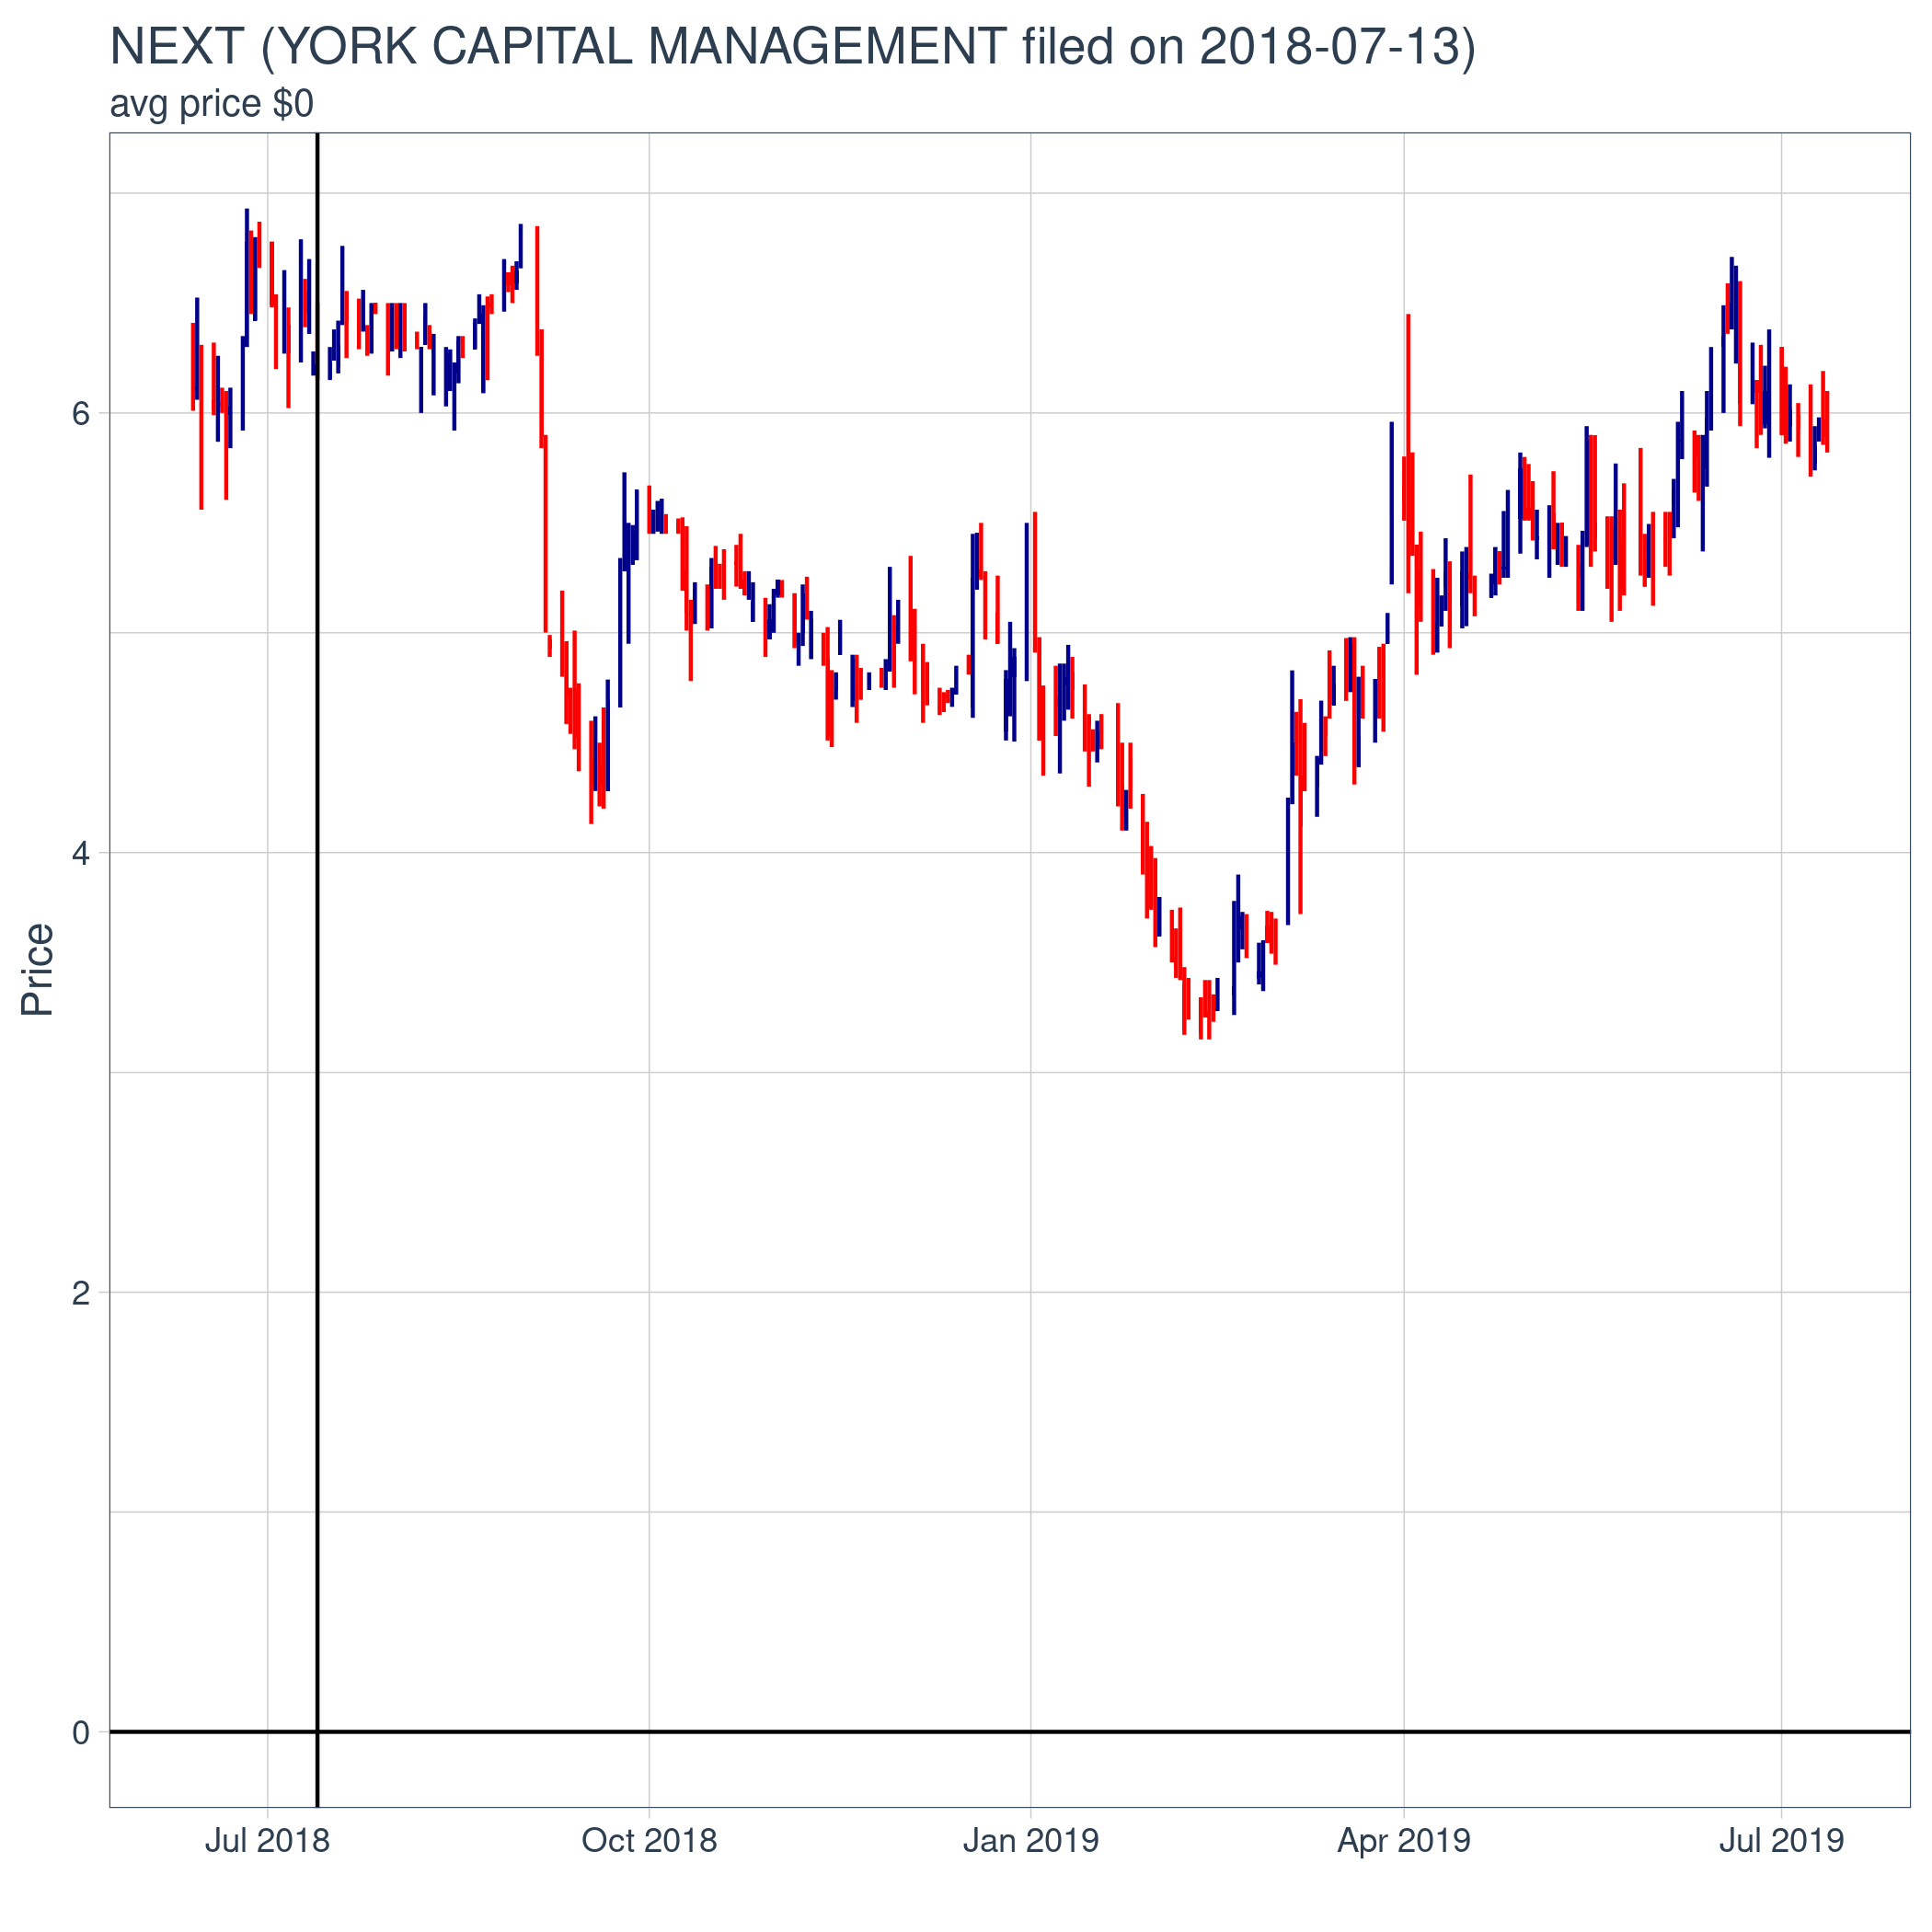 NEXT (YORK CAPITAL MANAGEMENT filed on 2018-07-13)
avg price $0
6
4
Price
2
0
Jul 2018 Oct 2018 Jan 2019 Apr 2019 Jul 2019